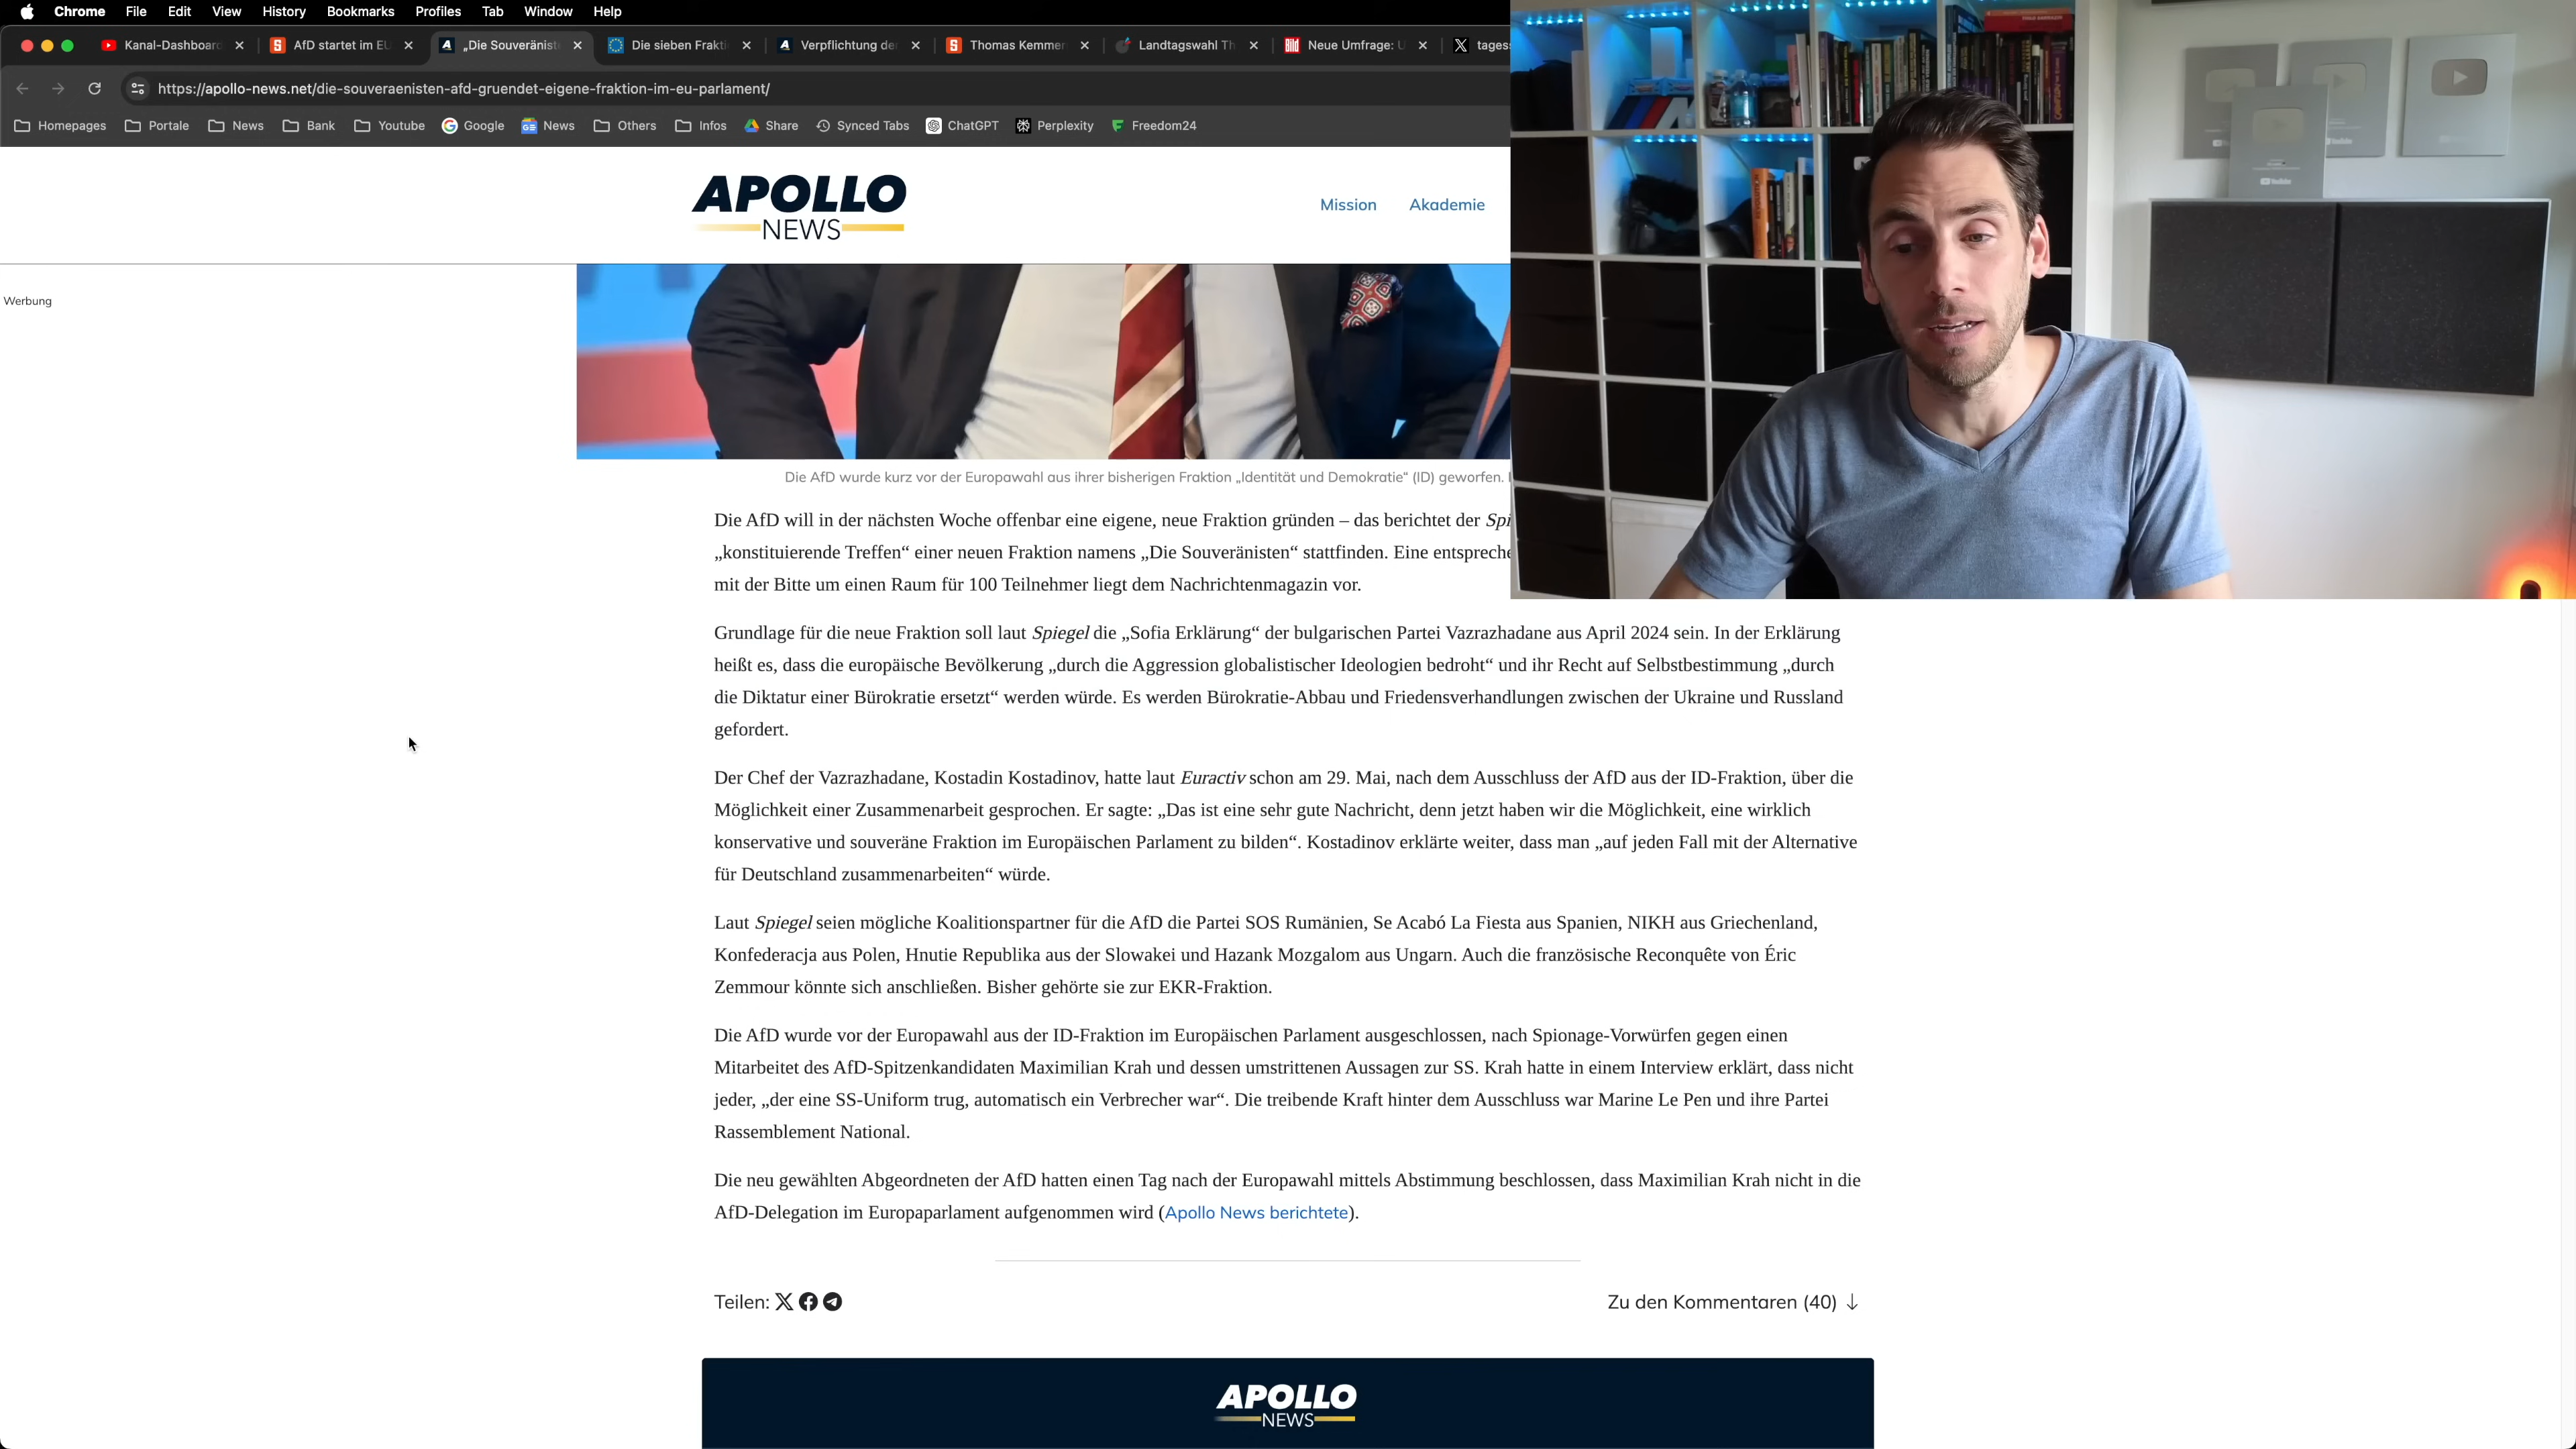 Chrome File Edit View History Bookmarks Profiles Tab Window Help
Kanal-Dashboard AfD startet im EU „Die Souveränist Die sieben Frakti Verpflichtung de Thomas Kemmer Landtagswahl Th Neue Umfrage: U tages
https://apollo-news.net/die-souveraenisten-afd-gruendet-eigene-fraktion-im-eu-parlament/
Homepages Portale News Bank Youtube Google News Others Infos Share Synced Tabs ChatGPT Perplexity Freedom24
APOLLO
NEWS
Mission Akademie
Werbung
Die AfD wurde kurz vor der Europawahl aus ihrer bisherigen Fraktion „Identität und Demokratie“ (ID) geworfen.
Die AfD will in der nächsten Woche offenbar eine eigene, neue Fraktion gründen – das berichtet der Spi
„konstituierende Treffen“ einer neuen Fraktion namens „Die Souveränisten“ stattfinden. Eine entspreche
mit der Bitte um einen Raum für 100 Teilnehmer liegt dem Nachrichtenmagazin vor.
Grundlage für die neue Fraktion soll laut Spiegel die „Sofia Erklärung“ der bulgarischen Partei Vazrazhadane aus April 2024 sein. In der Erklärung
heißt es, dass die europäische Bevölkerung „durch die Aggression globalistischer Ideologien bedroht“ und ihr Recht auf Selbstbestimmung „durch
die Diktatur einer Bürokratie ersetzt“ werden würde. Es werden Bürokratie-Abbau und Friedensverhandlungen zwischen der Ukraine und Russland
gefordert.
Der Chef der Vazrazhadane, Kostadin Kostadinov, hatte laut Euractiv schon am 29. Mai, nach dem Ausschluss der AfD aus der ID-Fraktion, über die
Möglichkeit einer Zusammenarbeit gesprochen. Er sagte: „Das ist eine sehr gute Nachricht, denn jetzt haben wir die Möglichkeit, eine wirklich
konservative und souveräne Fraktion im Europäischen Parlament zu bilden“. Kostadinov erklärte weiter, dass man „auf jeden Fall mit der Alternative
für Deutschland zusammenarbeiten“ würde.
Laut Spiegel seien mögliche Koalitionspartner für die AfD die Partei SOS Rumänien, Se Acabó La Fiesta aus Spanien, NIKH aus Griechenland,
Konfederacja aus Polen, Hnutie Republika aus der Slowakei und Hazank Mozgalom aus Ungarn. Auch die französische Reconquête von Éric
Zemmour könnte sich anschließen. Bisher gehörte sie zur EKR-Fraktion.
Die AfD wurde vor der Europawahl aus der ID-Fraktion im Europäischen Parlament ausgeschlossen, nach Spionage-Vorwürfen gegen einen
Mitarbeitet des AfD-Spitzenkandidaten Maximilian Krah und dessen umstrittenen Aussagen zur SS. Krah hatte in einem Interview erklärt, dass nicht
jeder, „der eine SS-Uniform trug, automatisch ein Verbrecher war“. Die treibende Kraft hinter dem Ausschluss war Marine Le Pen und ihre Partei
Rassemblement National.
Die neu gewählten Abgeordneten der AfD hatten einen Tag nach der Europawahl mittels Abstimmung beschlossen, dass Maximilian Krah nicht in die
AfD-Delegation im Europaparlament aufgenommen wird (Apollo News berichtete).
Teilen:
Zu den Kommentaren (40) ↓
APOLLO
NEWS